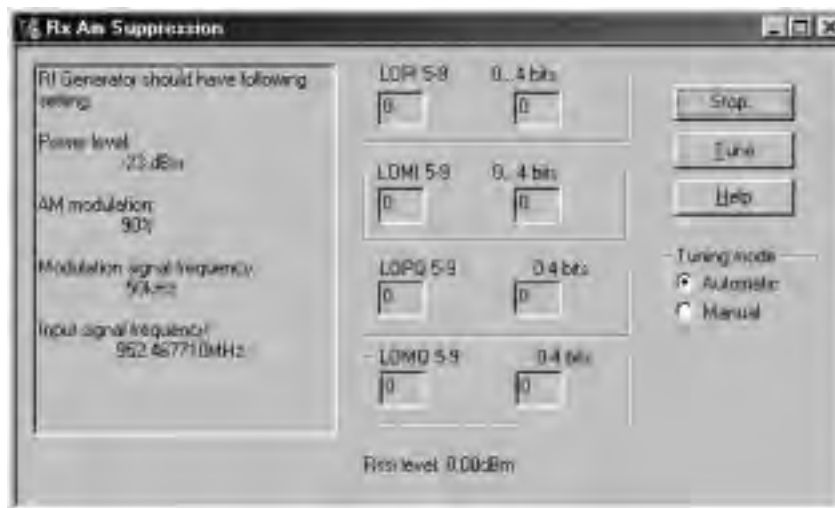 Rx Am Suppression
Rf Generator should have following
setting:
Power level:
-23 dBm
AM modulation:
90%
Modulation signal frequency:
50kHz
Input signal frequency:
952.467710MHz
LOPI 5-9 0...4 bits
0 0
LOMI 5-9 0...4 bits
0 0
LOPQ 5-9 0-4 bits
0 0
LOMQ 5-9 0-4 bits
0 0
Rssi level: 0.00dBm
Stop
Tune
Help
Tuning mode
Automatic
Manual